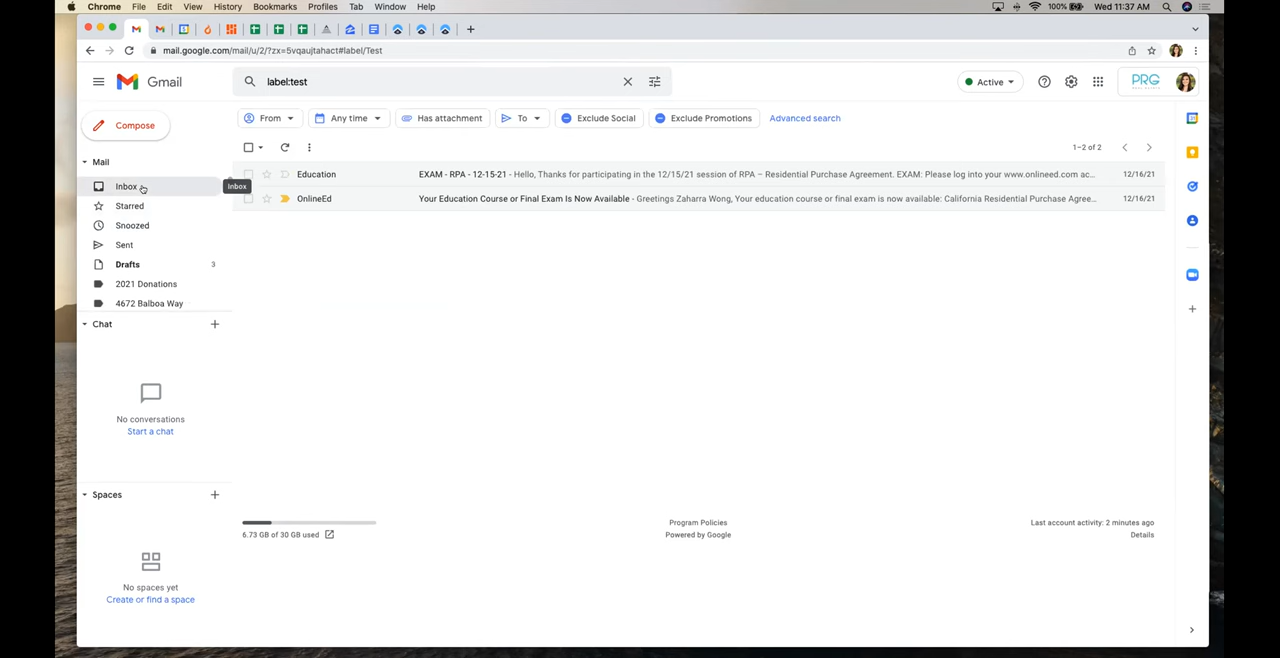 Chrome File Edit View History Bookmarks Profiles Tab Window Help 100% Wed 11:37 AM
mail.google.com/mail/u/2/?zx=5vqaujtahact#label/Test
Gmail label:test Active PRG
Compose From Any time Has attachment To Exclude Social Exclude Promotions Advanced search
Mail 1–2 of 2
Inbox Inbox
Education EXAM - RPA - 12-15-21 - Hello, Thanks for participating in the 12/15/21 session of RPA – Residential Purchase Agreement. EXAM: Please log into your www.onlineed.com ac... 12/16/21
OnlineEd Your Education Course or Final Exam Is Now Available - Greetings Zaharra Wong, Your education course or final exam is now available: California Residential Purchase Agree... 12/16/21
Starred
Snoozed
Sent
Drafts 3
2021 Donations
4672 Balboa Way
Chat
No conversations
Start a chat
Spaces
6.73 GB of 30 GB used
Program Policies
Powered by Google
Last account activity: 2 minutes ago
Details
No spaces yet
Create or find a space